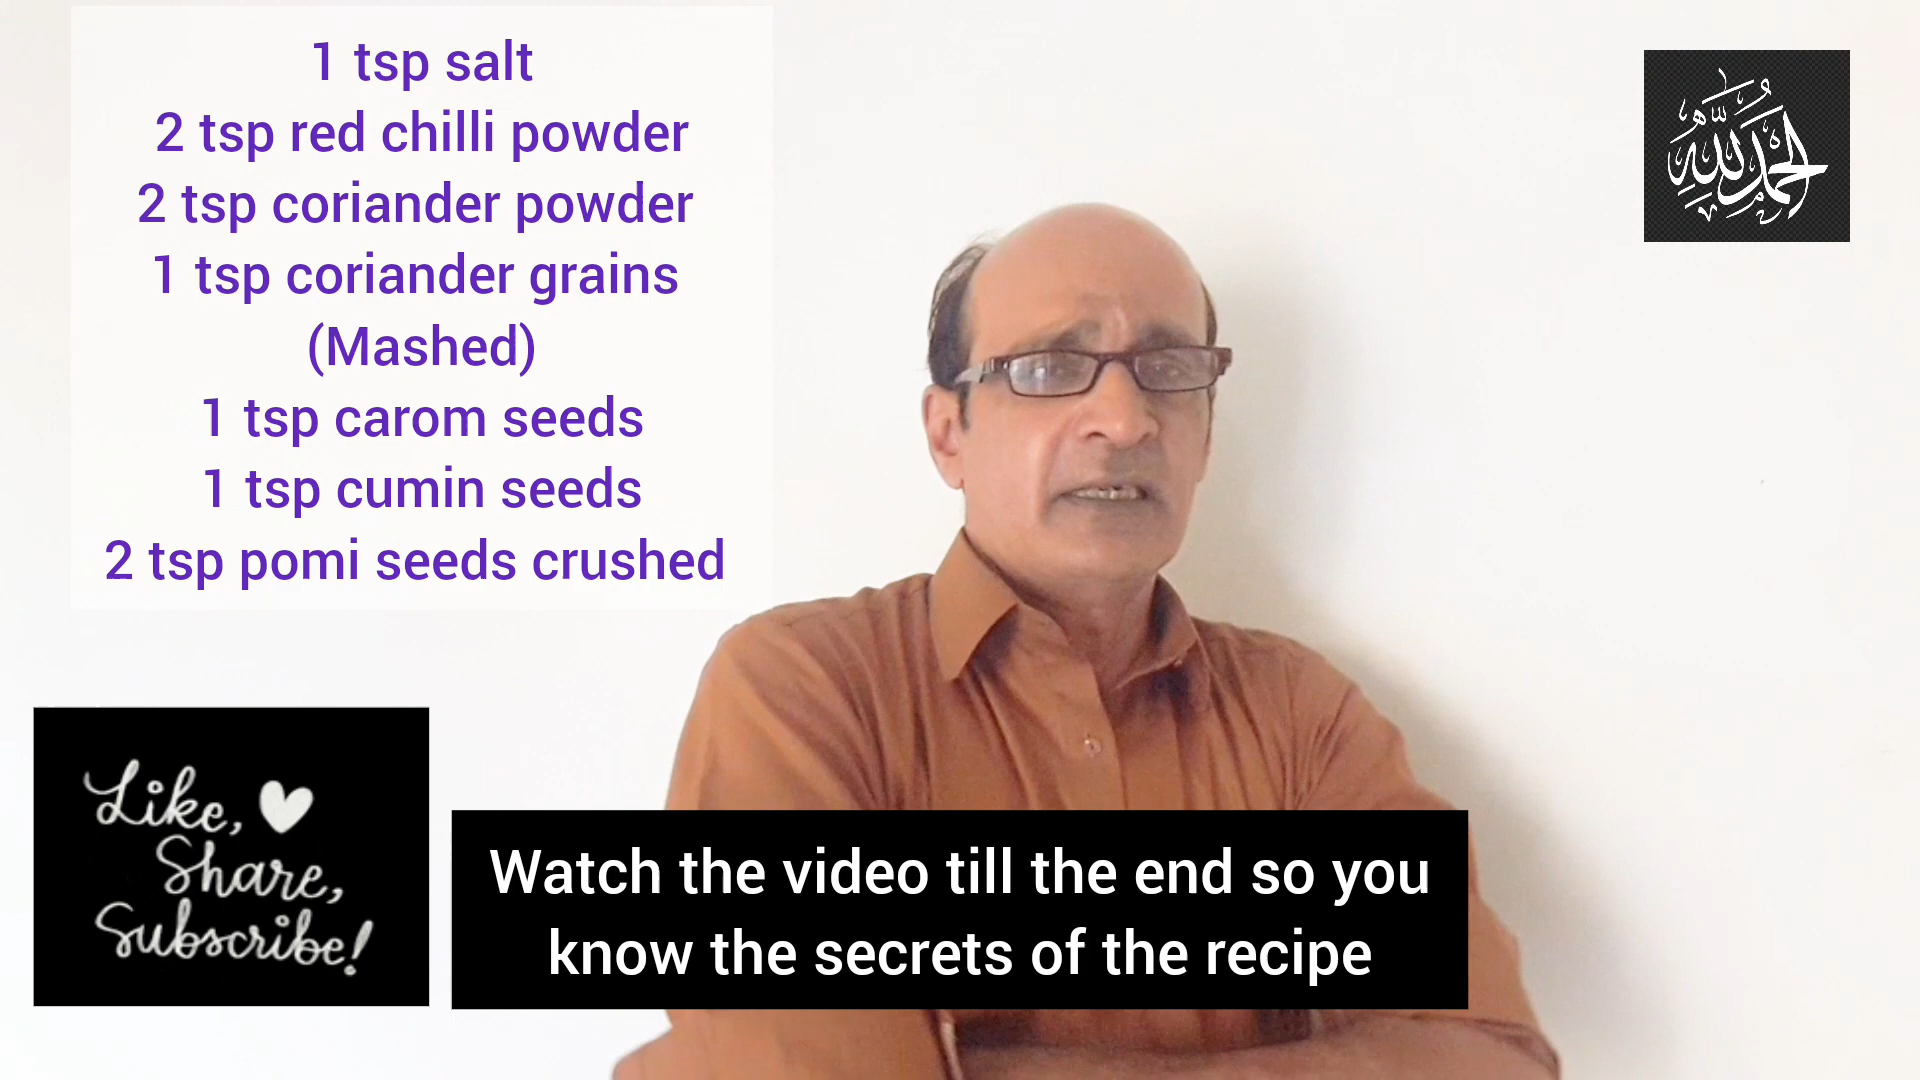 1 tsp salt
2 tsp red chilli powder
2 tsp coriander powder
1 tsp coriander grains
(Mashed)
1 tsp carom seeds
1 tsp cumin seeds
2 tsp pomi seeds crushed
الحمد لله
Like,
Share,
Subscribe!
Watch the video till the end so you
know the secrets of the recipe